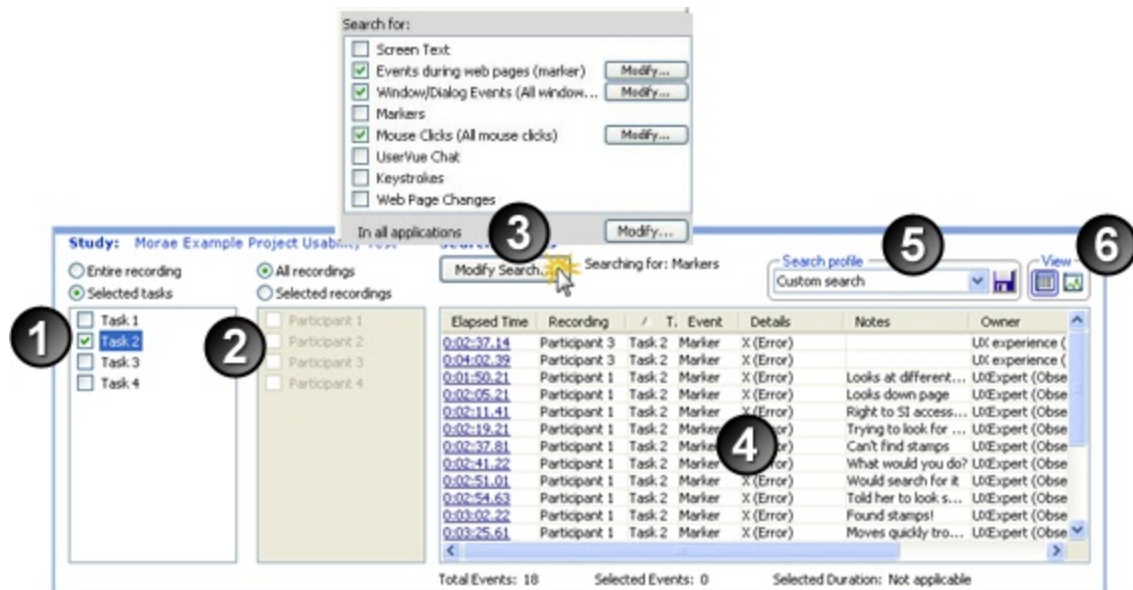 Search for:
Screen Text
Events during web pages (marker) Modify...
Window/Dialog Events (All window... Modify...
Markers
Mouse Clicks (All mouse clicks) Modify...
UserVue Chat
Keystrokes
Web Page Changes
In all applications Modify...
3
Study: Morae Example Project Usability Test
5
6
Entire recording
Selected tasks
All recordings
Selected recordings
Modify Search...
Searching for: Markers
Search profile
Custom search
View
1
Task 1
Task 2
Task 3
Task 4
2
Participant 1
Participant 2
Participant 3
Participant 4
Elapsed Time Recording T. Event Details Notes Owner
0:02:37.14 Participant 3 Task 2 Marker X (Error) UX experience (
0:04:02.39 Participant 3 Task 2 Marker X (Error) UX experience (
0:01:50.21 Participant 1 Task 2 Marker X (Error) Looks at different... UXExpert (Obse
0:02:05.21 Participant 1 Task 2 Marker X (Error) Looks down page UXExpert (Obse
0:02:11.41 Participant 1 Task 2 Marker X (Error) Right to SI access... UXExpert (Obse
0:02:19.21 Participant 1 Task 2 Marker (Error) Trying to look for ... UXExpert (Obse
0:02:37.81 Participant 1 Task 2 Marker (Error) Can't find stamps UXExpert (Obse
0:02:41.22 Participant 1 Task 2 Marker (Error) What would you do? UXExpert (Obse
0:02:51.01 Participant 1 Task 2 Marker X (Error) Would search for it UXExpert (Obse
0:02:54.63 Participant 1 Task 2 Marker X (Error) Told her to look s... UXExpert (Obse
0:03:02.22 Participant 1 Task 2 Marker X (Error) Found stamps! UXExpert (Obse
0:03:25.61 Participant 1 Task 2 Marker X (Error) Moves quickly tro... UXExpert (Obse
4
Total Events: 18 Selected Events: 0 Selected Duration: Not applicable